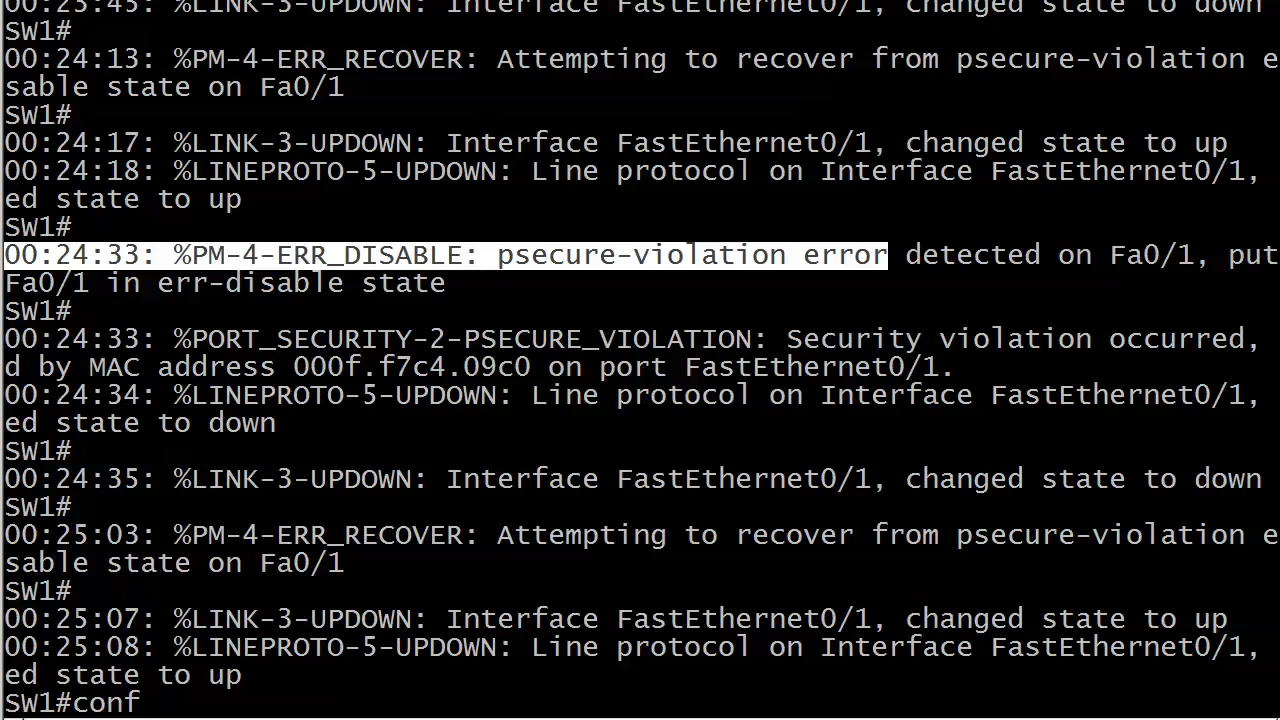 00:23:45: %LINK-3-UPDOWN: Interface FastEthernet0/1, changed state to down
SW1#
00:24:13: %PM-4-ERR_RECOVER: Attempting to recover from psecure-violation e
sable state on Fa0/1
SW1#
00:24:17: %LINK-3-UPDOWN: Interface FastEthernet0/1, changed state to up
00:24:18: %LINEPROTO-5-UPDOWN: Line protocol on Interface FastEthernet0/1,
ed state to up
SW1#
00:24:33: %PM-4-ERR_DISABLE: psecure-violation error detected on Fa0/1, put
Fa0/1 in err-disable state
SW1#
00:24:33: %PORT_SECURITY-2-PSECURE_VIOLATION: Security violation occurred,
d by MAC address 000f.f7c4.09c0 on port FastEthernet0/1.
00:24:34: %LINEPROTO-5-UPDOWN: Line protocol on Interface FastEthernet0/1,
ed state to down
SW1#
00:24:35: %LINK-3-UPDOWN: Interface FastEthernet0/1, changed state to down
SW1#
00:25:03: %PM-4-ERR_RECOVER: Attempting to recover from psecure-violation e
sable state on Fa0/1
SW1#
00:25:07: %LINK-3-UPDOWN: Interface FastEthernet0/1, changed state to up
00:25:08: %LINEPROTO-5-UPDOWN: Line protocol on Interface FastEthernet0/1,
ed state to up
SW1#conf